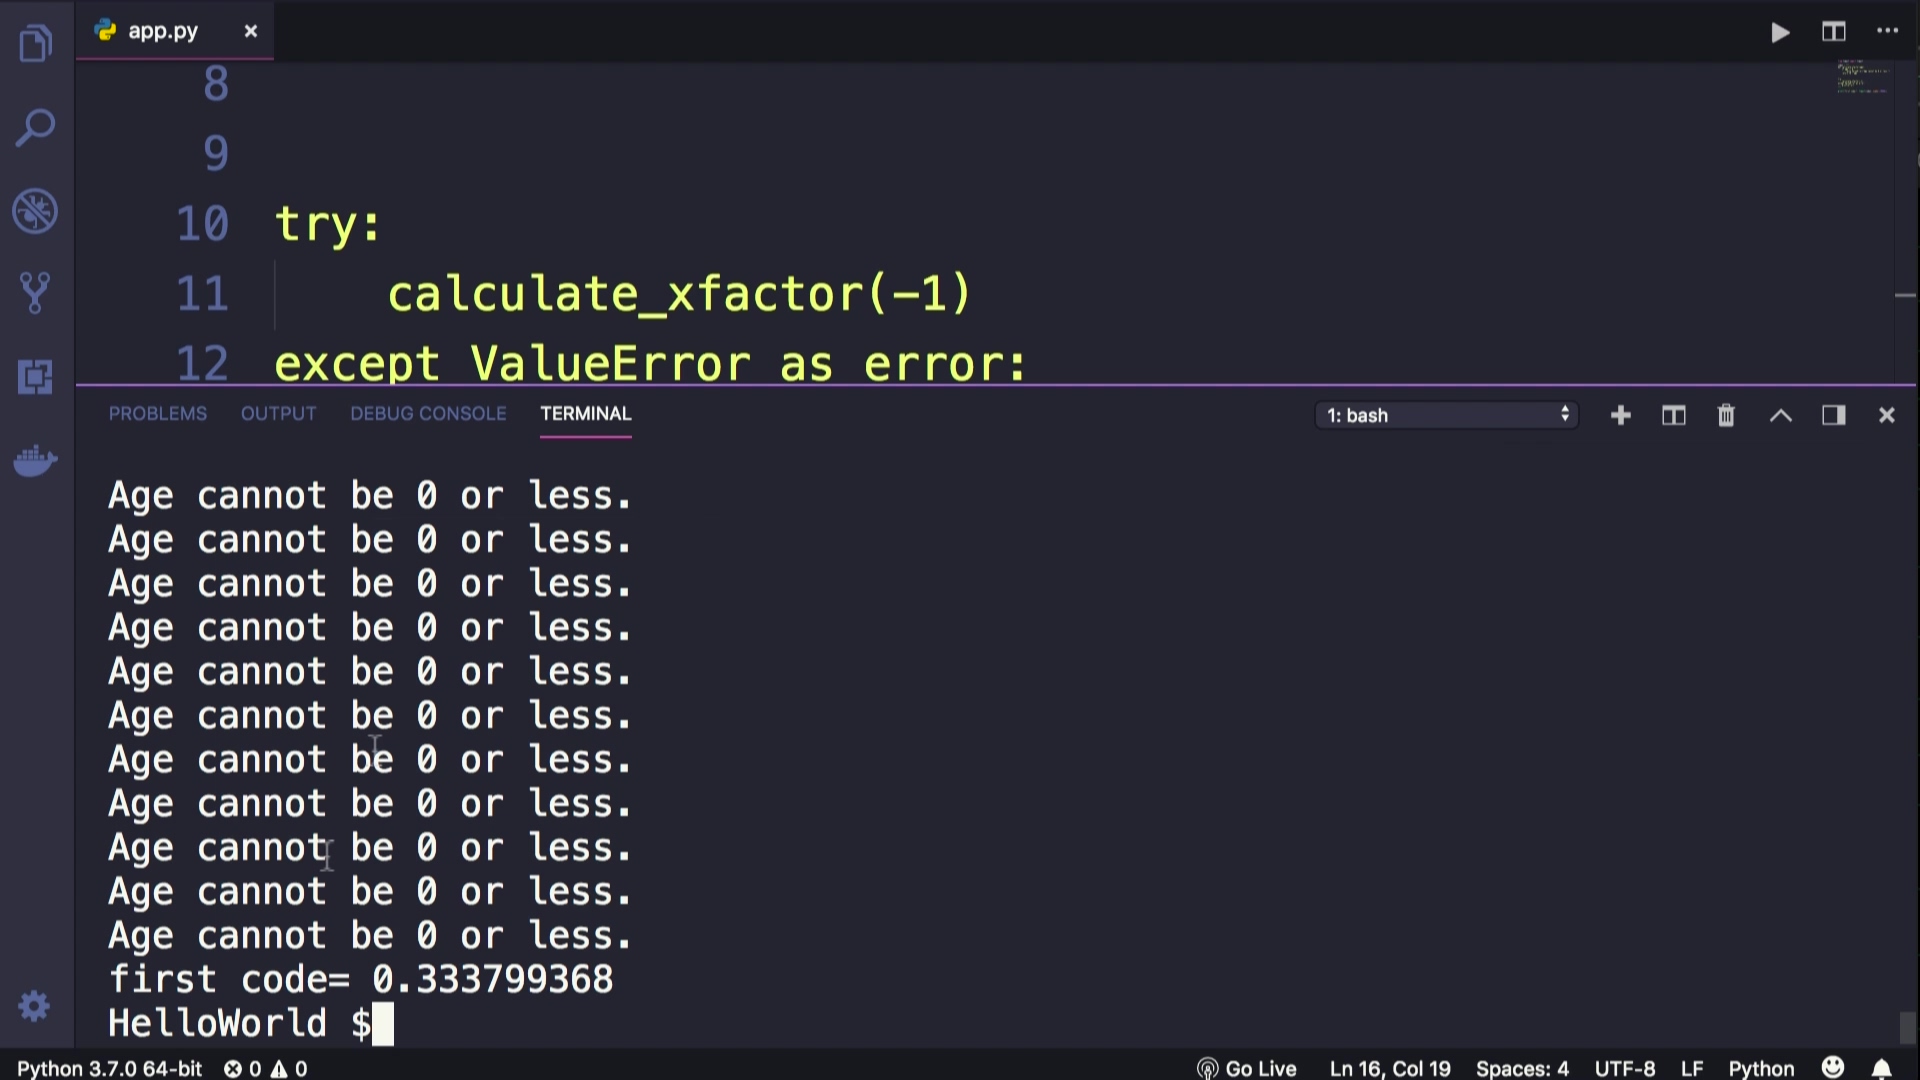 app.py
8
9
10 try:
11 calculate_xfactor(-1)
12 except ValueError as error:
PROBLEMS OUTPUT DEBUG CONSOLE TERMINAL 1: bash
Age cannot be 0 or less.
Age cannot be 0 or less.
Age cannot be 0 or less.
Age cannot be 0 or less.
Age cannot be 0 or less.
Age cannot be 0 or less.
Age cannot be 0 or less.
Age cannot be 0 or less.
Age cannot be 0 or less.
Age cannot be 0 or less.
Age cannot be 0 or less.
first code= 0.333799368
HelloWorld $
Python 3.7.0 64-bit 0 0 Go Live Ln 16, Col 19 Spaces: 4 UTF-8 LF Python